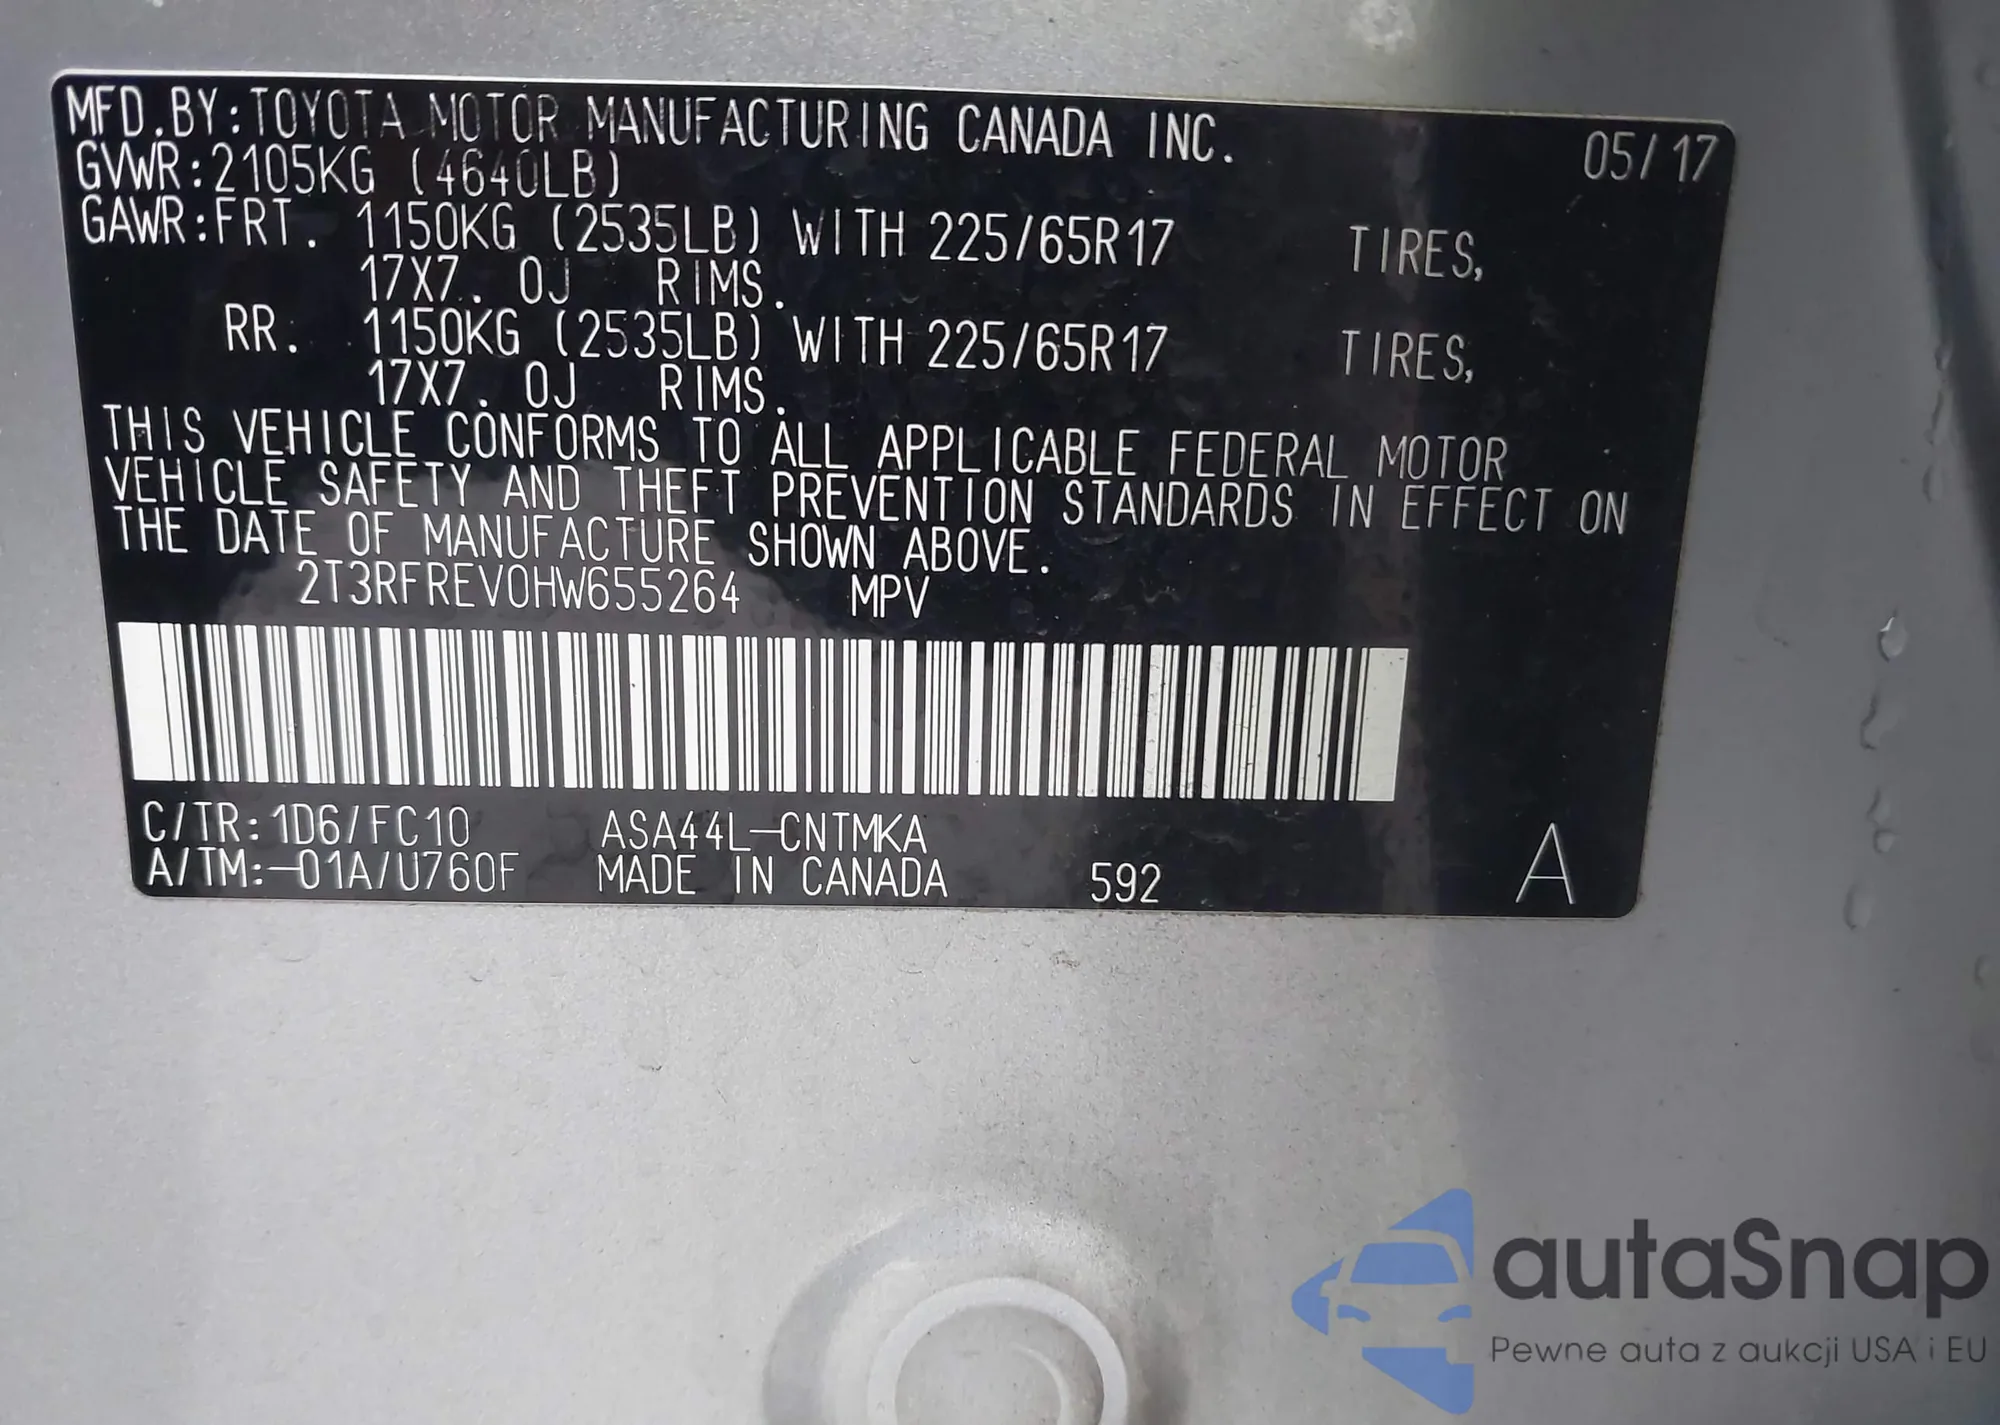 MFD.BY:TOYOTA MOTOR MANUFACTURING CANADA INC. 05/17
GVWR:2105KG (4640LB)
GAWR:FRT. 1150KG (2535LB) WITH 225/65R17 TIRES,
17X7. 0J RIMS.
RR. 1150KG (2535LB) WITH 225/65R17 TIRES,
17X7. 0J RIMS.
THIS VEHICLE CONFORMS TO ALL APPLICABLE FEDERAL MOTOR
VEHICLE SAFETY AND THEFT PREVENTION STANDARDS IN EFFECT ON
THE DATE OF MANUFACTURE SHOWN ABOVE.
2T3RFREV0HW655264 MPV
C/TR:1D6/FC10 ASA44L-CNTMKA
A/TM:-01A/U760F MADE IN CANADA 592 A
autaSnap
Pewne auta z aukcji USA i EU